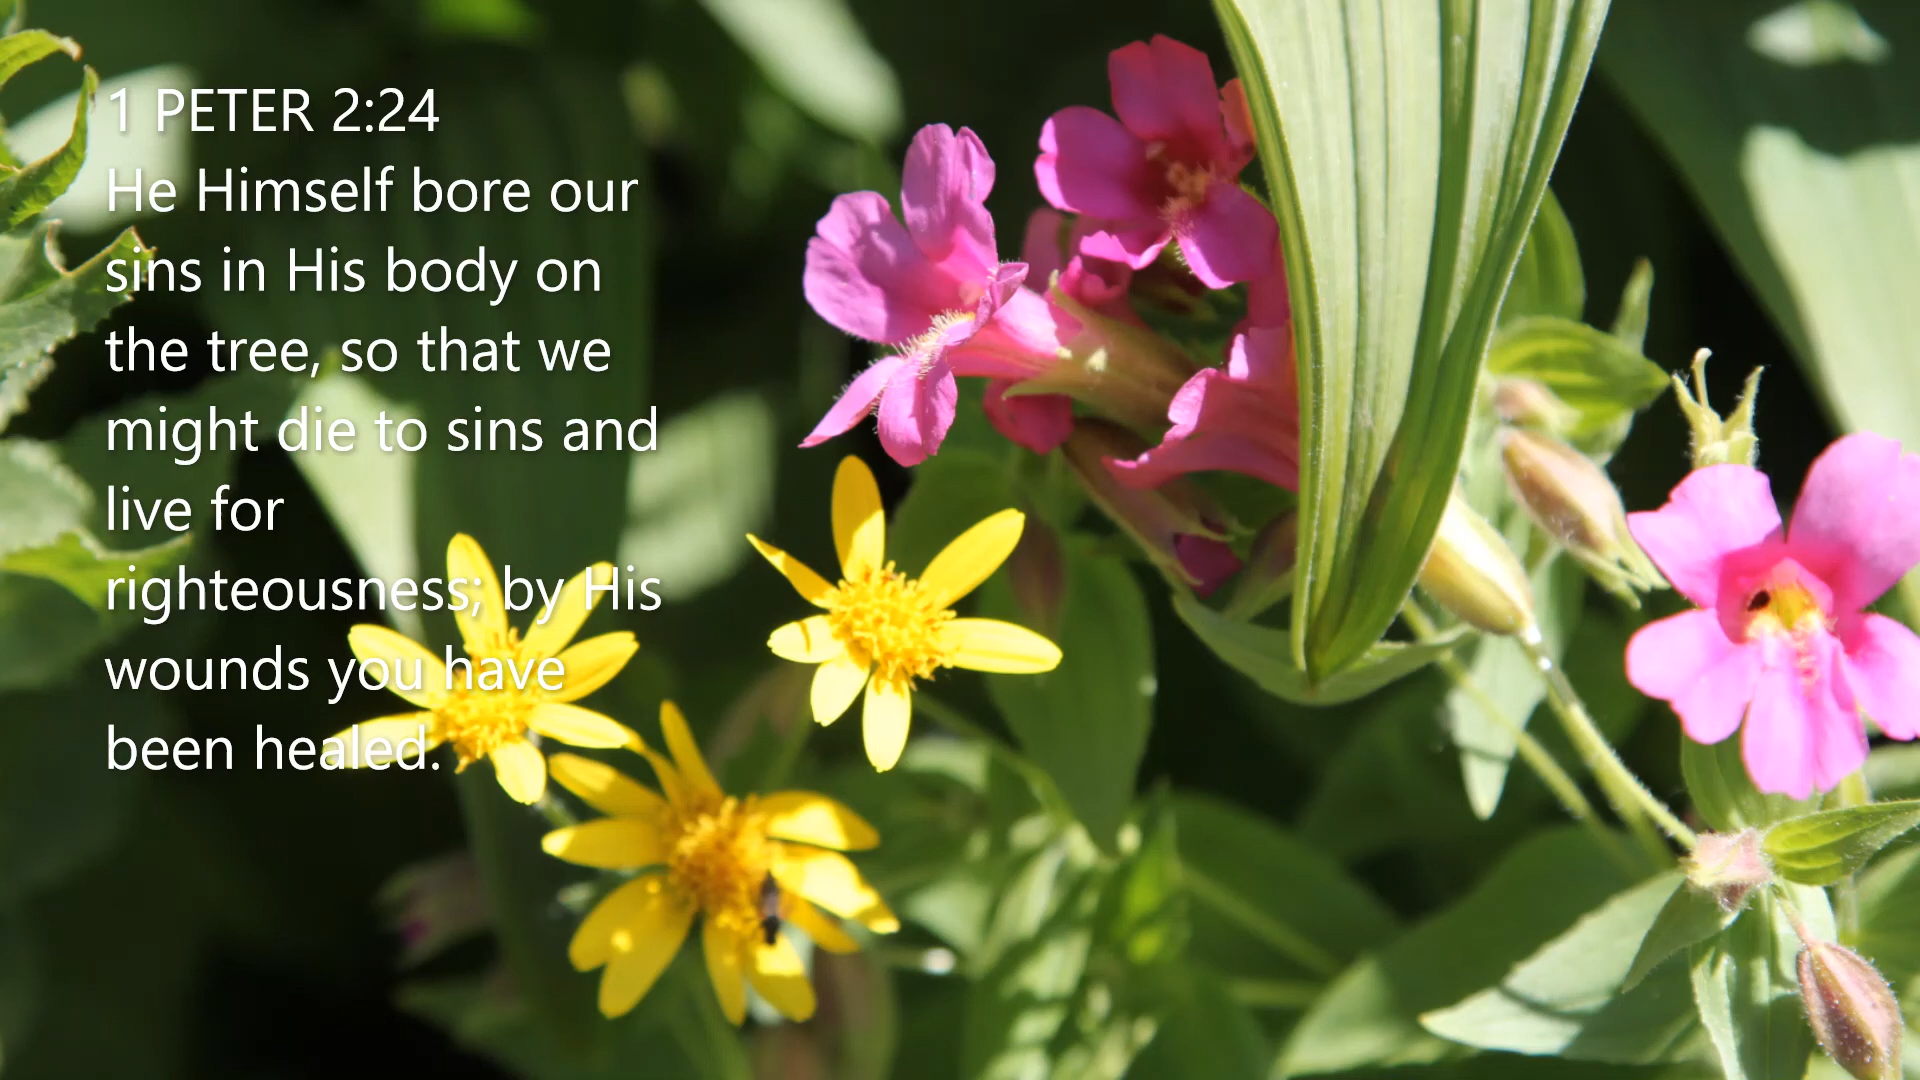 1 PETER 2:24
He Himself bore our
sins in His body on
the tree, so that we
might die to sins and
live for
righteousness; by His
wounds you have
been healed.